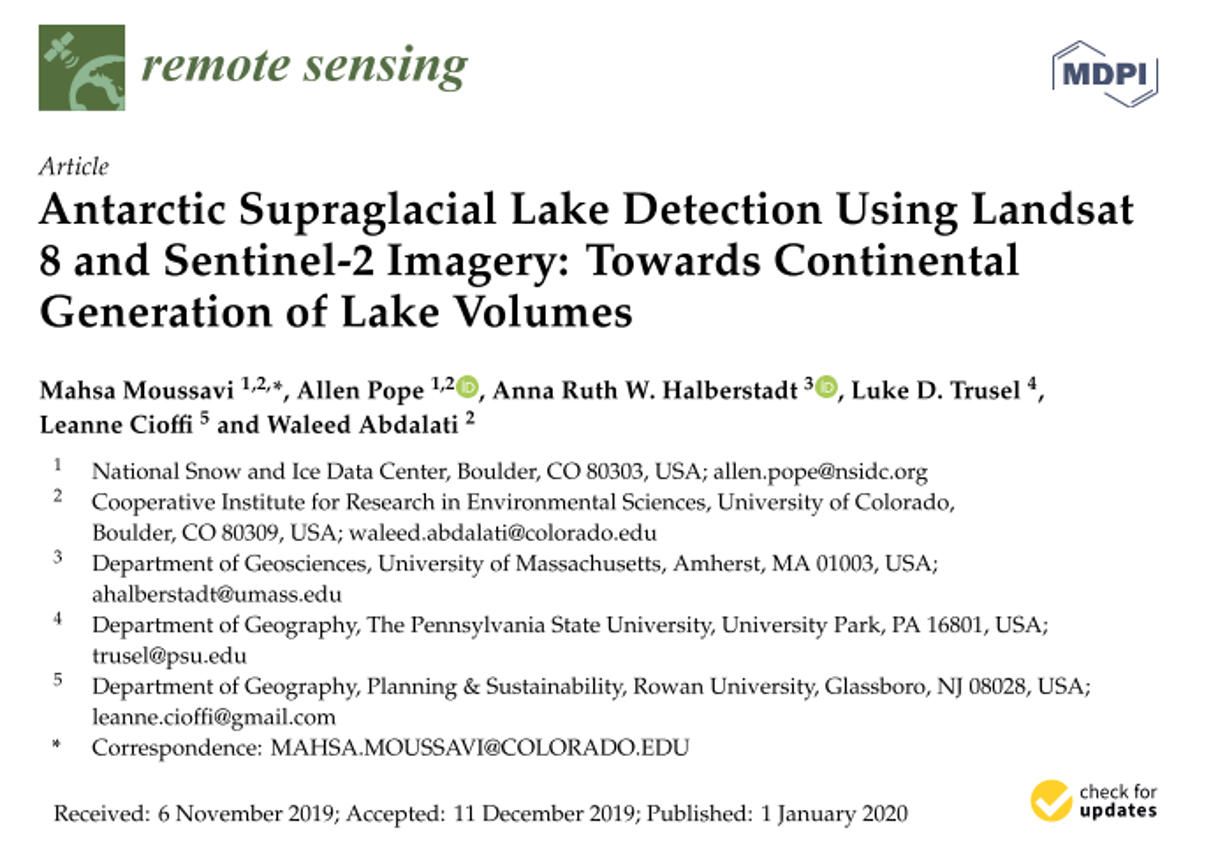 remote sensing
MDPI
Article
Antarctic Supraglacial Lake Detection Using Landsat
8 and Sentinel-2 Imagery: Towards Continental
Generation of Lake Volumes
Mahsa Moussavi 1,2,*, Allen Pope 1,2 iD, Anna Ruth W. Halberstadt 3 iD, Luke D. Trusel 4,
Leanne Cioffi 5 and Waleed Abdalati 2
1 National Snow and Ice Data Center, Boulder, CO 80303, USA; allen.pope@nsidc.org
2 Cooperative Institute for Research in Environmental Sciences, University of Colorado,
Boulder, CO 80309, USA; waleed.abdalati@colorado.edu
3 Department of Geosciences, University of Massachusetts, Amherst, MA 01003, USA;
ahalberstadt@umass.edu
4 Department of Geography, The Pennsylvania State University, University Park, PA 16801, USA;
trusel@psu.edu
5 Department of Geography, Planning & Sustainability, Rowan University, Glassboro, NJ 08028, USA;
leanne.cioffi@gmail.com
* Correspondence: MAHSA.MOUSSAVI@COLORADO.EDU
Received: 6 November 2019; Accepted: 11 December 2019; Published: 1 January 2020
check for
updates